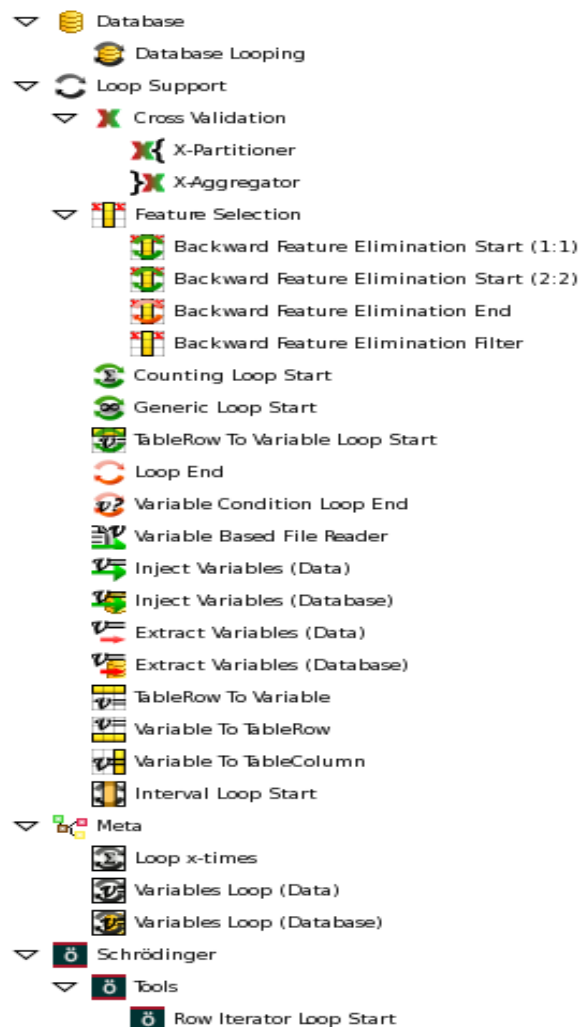 Database
Database Looping
Loop Support
Cross Validation
X-Partitioner
X-Aggregator
Feature Selection
Backward Feature Elimination Start (1:1)
Backward Feature Elimination Start (2:2)
Backward Feature Elimination End
Backward Feature Elimination Filter
Counting Loop Start
Generic Loop Start
TableRow To Variable Loop Start
Loop End
Variable Condition Loop End
Variable Based File Reader
Inject Variables (Data)
Inject Variables (Database)
Extract Variables (Data)
Extract Variables (Database)
TableRow To Variable
Variable To TableRow
Variable To TableColumn
Interval Loop Start
Meta
Loop x-times
Variables Loop (Data)
Variables Loop (Database)
ö Schrödinger
ö Tools
ö Row Iterator Loop Start